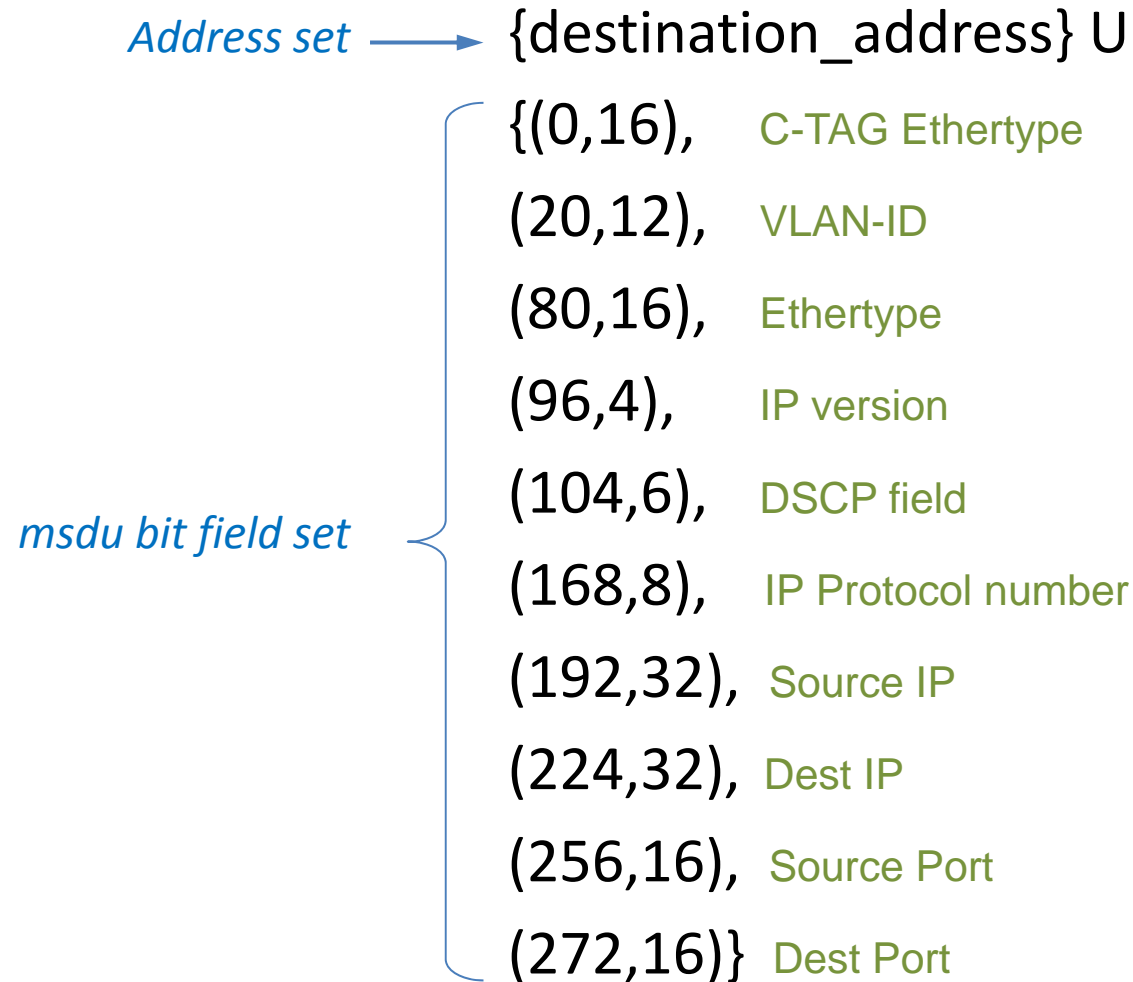 Address set {destination_address} U
{(0,16), C-TAG Ethertype
(20,12), VLAN-ID
(80,16), Ethertype
(96,4), IP version
(104,6), DSCP field
msdu bit field set
(168,8), IP Protocol number
(192,32), Source IP
(224,32), Dest IP
(256,16), Source Port
(272,16)} Dest Port